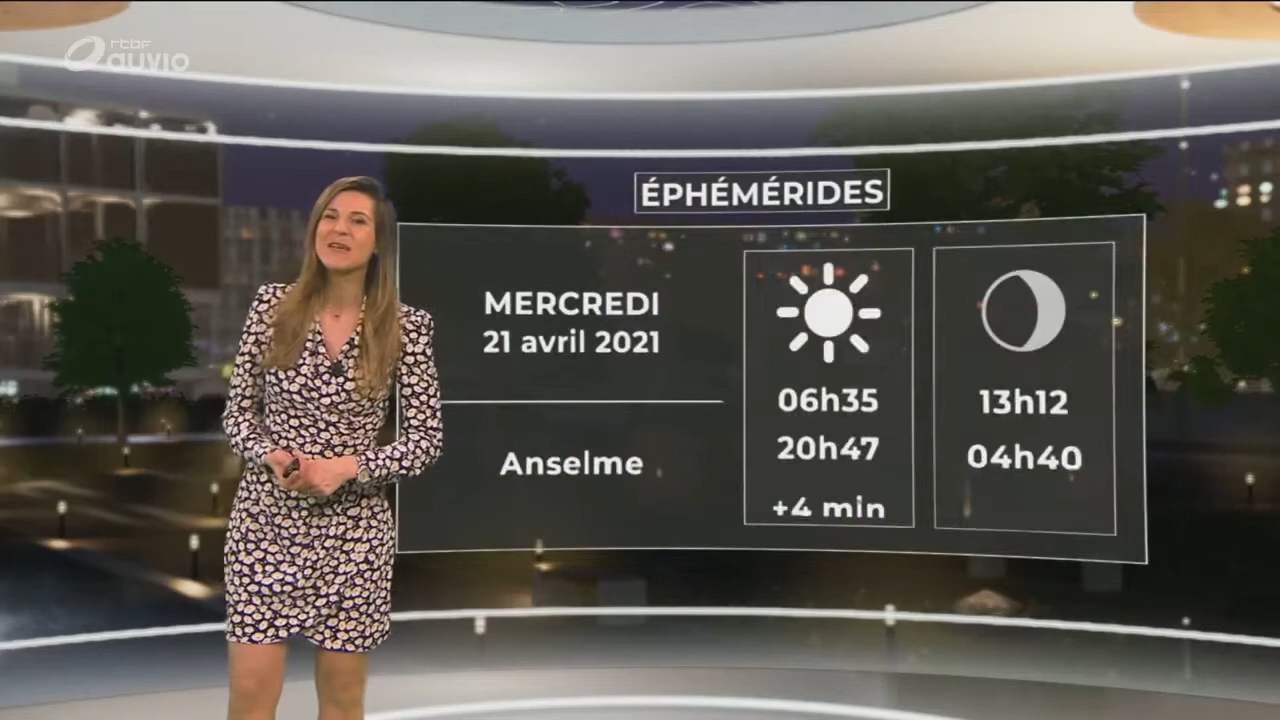 rtbf
auvio
ÉPHÉMÉRIDES
MERCREDI
21 avril 2021
Anselme
06h35
20h47
+4 min
13h12
04h40